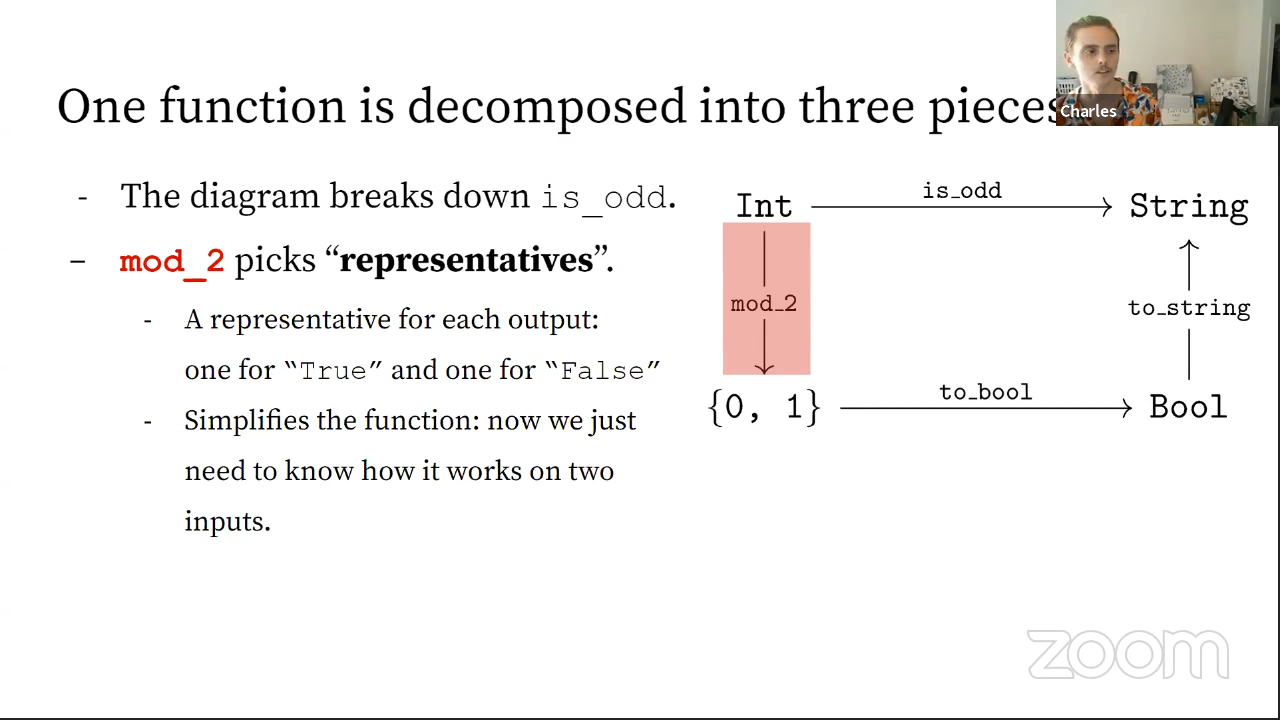 One function is decomposed into three pieces
Charles
- The diagram breaks down is_odd.
- mod_2 picks “representatives”.
- A representative for each output:
one for “True” and one for “False”
- Simplifies the function: now we just
need to know how it works on two
inputs.
Int
is_odd
String
mod_2
to_string
{0, 1}
to_bool
Bool
zoom